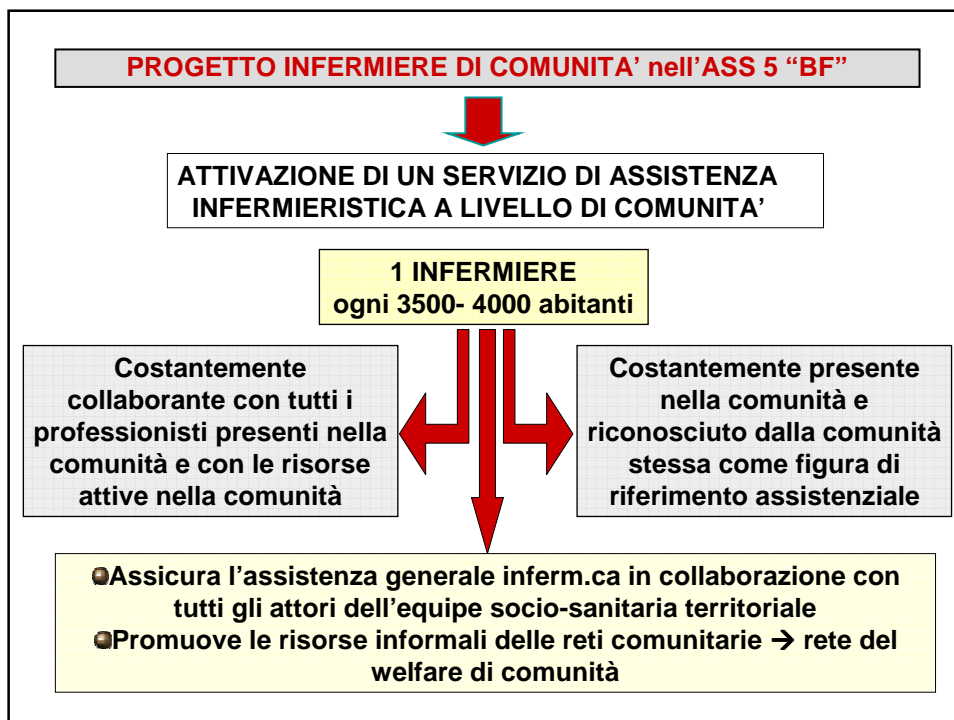 PROGETTO INFERMIERE DI COMUNITA’ nell’ASS 5 “BF”
ATTIVAZIONE DI UN SERVIZIO DI ASSISTENZA
INFERMIERISTICA A LIVELLO DI COMUNITA’
1 INFERMIERE
ogni 3500- 4000 abitanti
Costantemente
collaborante con tutti i
professionisti presenti nella
comunità e con le risorse
attive nella comunità
Costantemente presente
nella comunità e
riconosciuto dalla comunità
stessa come figura di
riferimento assistenziale
Assicura l’assistenza generale inferm.ca in collaborazione con
tutti gli attori dell’equipe socio-sanitaria territoriale
Promuove le risorse informali delle reti comunitarie → rete del
welfare di comunità